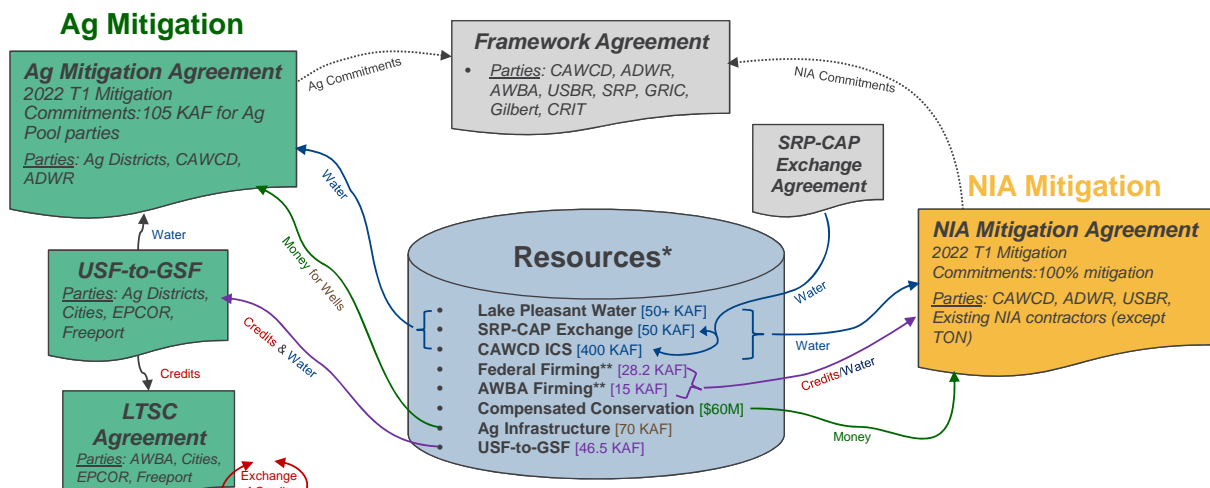 Ag Mitigation
Ag Mitigation Agreement
2022 T1 Mitigation
Commitments:105 KAF for Ag
Pool parties
Parties: Ag Districts, CAWCD,
ADWR
Ag Commitments
Framework Agreement
• Parties: CAWCD, ADWR,
AWBA, USBR, SRP, GRIC,
Gilbert, CRIT
NIA Commitments
SRP-CAP
Exchange
Agreement
NIA Mitigation
NIA Mitigation Agreement
2022 T1 Mitigation
Commitments:100% mitigation
• Parties: CAWCD, ADWR, USBR,
Existing NIA contractors (except
TON)
Water
Water
Money for Wells
USF-to-GSF
Parties: Ag Districts,
Cities, EPCOR,
Freeport
Credits & Water
Credits
LTSC
Agreement
Parties: AWBA, Cities,
EPCOR, Freeport
Exchange
Resources*
• Lake Pleasant Water [50+ KAF]
• SRP-CAP Exchange [50 KAF]
• CAWCD ICS [400 KAF]
• Federal Firming** [28.2 KAF]
• AWBA Firming** [15 KAF]
• Compensated Conservation [$60M]
• Ag Infrastructure [70 KAF]
• USF-to-GSF [46.5 KAF]
Water
Water
Credits/Water
Money